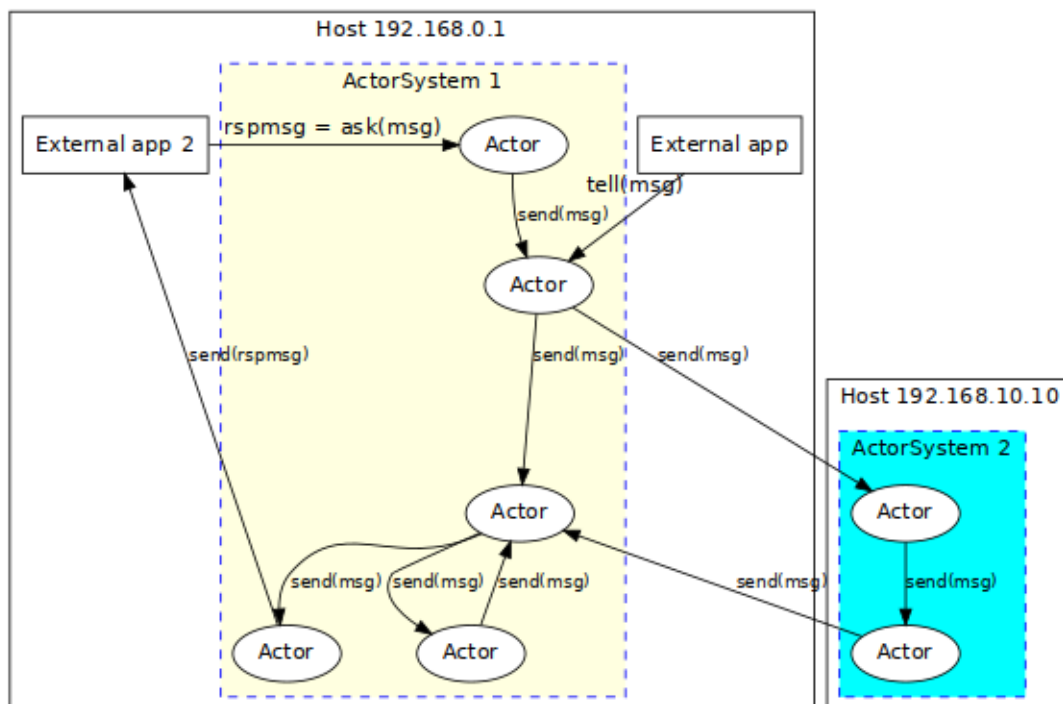 Host 192.168.0.1
ActorSystem 1
External app 2
rspmsg = ask(msg)
Actor
External app
tell(msg)
send(msg)
Actor
send(rspmsg)
send(msg)
send(msg)
Host 192.168.10.10
ActorSystem 2
Actor
Actor
send(msg)
send(msg)
send(msg)
send(msg)
send(msg)
Actor
Actor
Actor